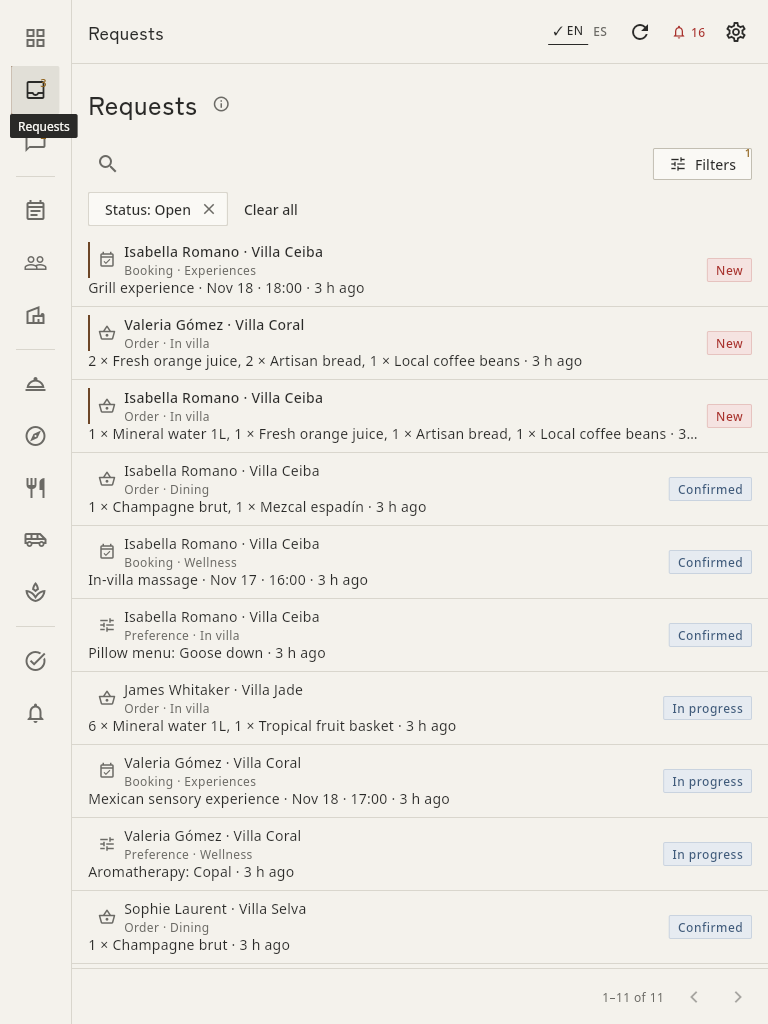 Requests
✓ EN ES
16
3
Requests
Requests
Filters
1
Status: Open
Clear all
Isabella Romano · Villa Ceiba
Booking · Experiences
Grill experience · Nov 18 · 18:00 · 3 h ago
New
Valeria Gómez · Villa Coral
Order · In villa
2 × Fresh orange juice, 2 × Artisan bread, 1 × Local coffee beans · 3 h ago
New
Isabella Romano · Villa Ceiba
Order · In villa
1 × Mineral water 1L, 1 × Fresh orange juice, 1 × Artisan bread, 1 × Local coffee beans · 3…
New
Isabella Romano · Villa Ceiba
Order · Dining
1 × Champagne brut, 1 × Mezcal espadín · 3 h ago
Confirmed
Isabella Romano · Villa Ceiba
Booking · Wellness
In-villa massage · Nov 17 · 16:00 · 3 h ago
Confirmed
Isabella Romano · Villa Ceiba
Preference · In villa
Pillow menu: Goose down · 3 h ago
Confirmed
James Whitaker · Villa Jade
Order · In villa
6 × Mineral water 1L, 1 × Tropical fruit basket · 3 h ago
In progress
Valeria Gómez · Villa Coral
Booking · Experiences
Mexican sensory experience · Nov 18 · 17:00 · 3 h ago
In progress
Valeria Gómez · Villa Coral
Preference · Wellness
Aromatherapy: Copal · 3 h ago
In progress
Sophie Laurent · Villa Selva
Order · Dining
1 × Champagne brut · 3 h ago
Confirmed
1–11 of 11